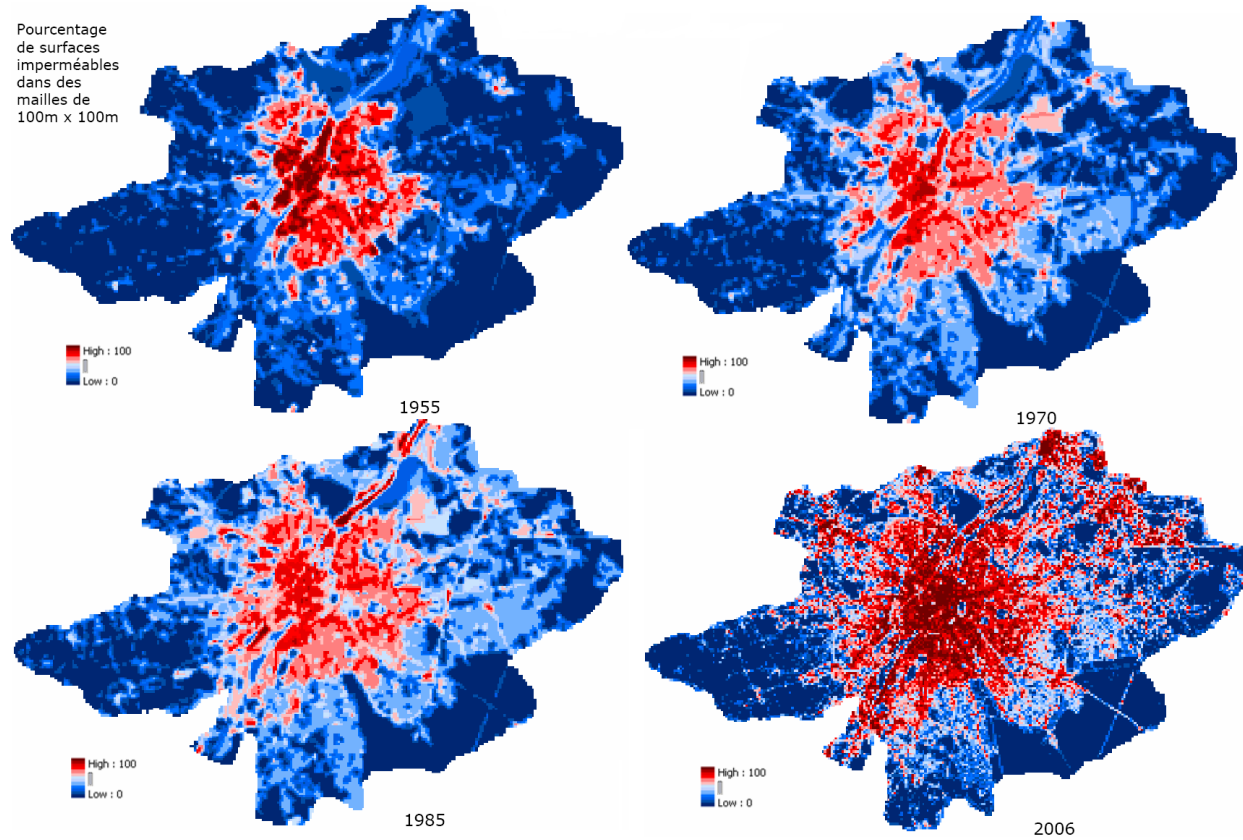 Pourcentage
de surfaces
imperméables
dans des
mailles de
100m x 100m
High : 100
Low : 0
1955
High : 100
Low : 0
1970
High : 100
Low : 0
1985
High : 100
Low : 0
2006